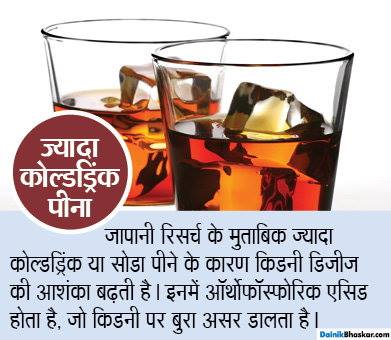 ज्यादा
कोल्डड्रिंक
पीना
जापानी रिसर्च के मुताबिक ज्यादा
कोल्डड्रिंक या सोडा पीने के कारण किडनी डिजीज
की आशंका बढ़ती है। इनमें ऑर्थोफॉस्फोरिक एसिड
होता है, जो किडनी पर बुरा असर डालता है।
DainikBhaskar.com